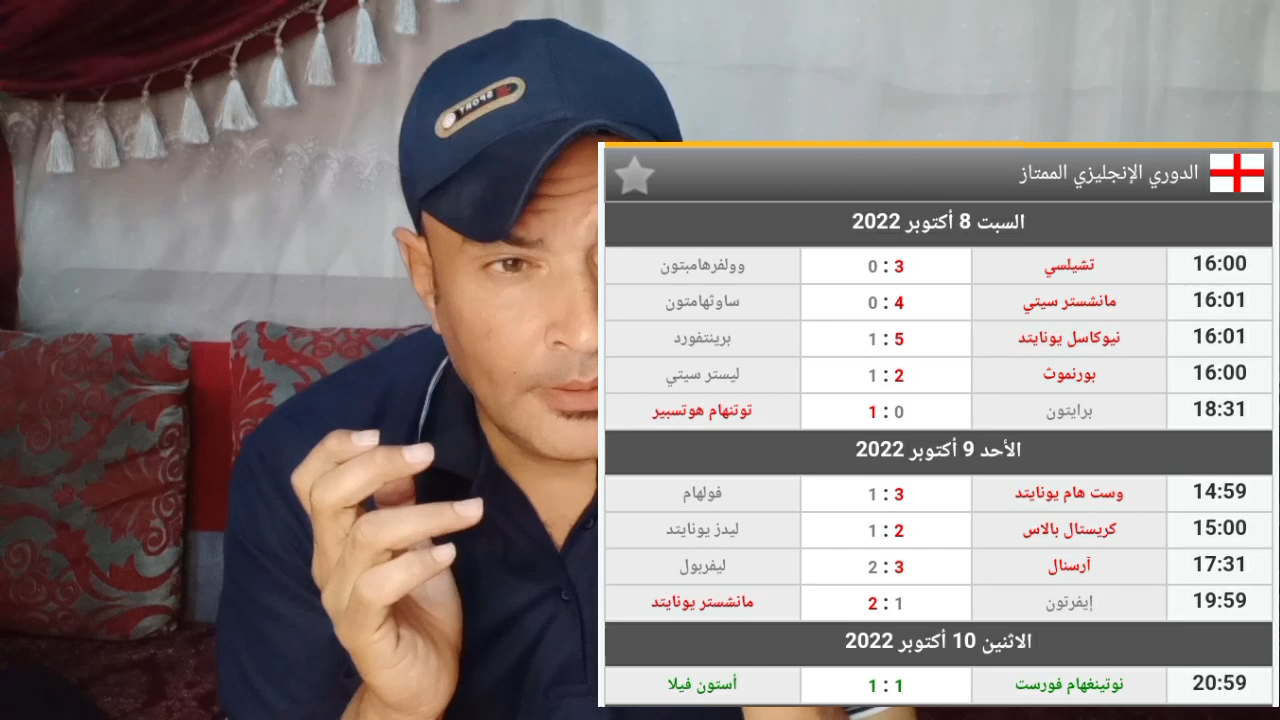 SPORT
الدوري الإنجليزي الممتاز
السبت 8 أكتوبر 2022
16:00 تشيلسي 3 : 0 وولفرهامبتون
16:01 مانشستر سيتي 4 : 0 ساوثهامتون
16:01 نيوكاسل يونايتد 5 : 1 برينتفورد
16:00 بورنموث 2 : 1 ليستر سيتي
18:31 برايتون 0 : 1 توتنهام هوتسبير
الأحد 9 أكتوبر 2022
14:59 وست هام يونايتد 3 : 1 فولهام
15:00 كريستال بالاس 2 : 1 ليدز يونايتد
17:31 آرسنال 3 : 2 ليفربول
19:59 إيفرتون 1 : 2 مانشستر يونايتد
الاثنين 10 أكتوبر 2022
20:59 نوتينغهام فورست 1 : 1 أستون فيلا